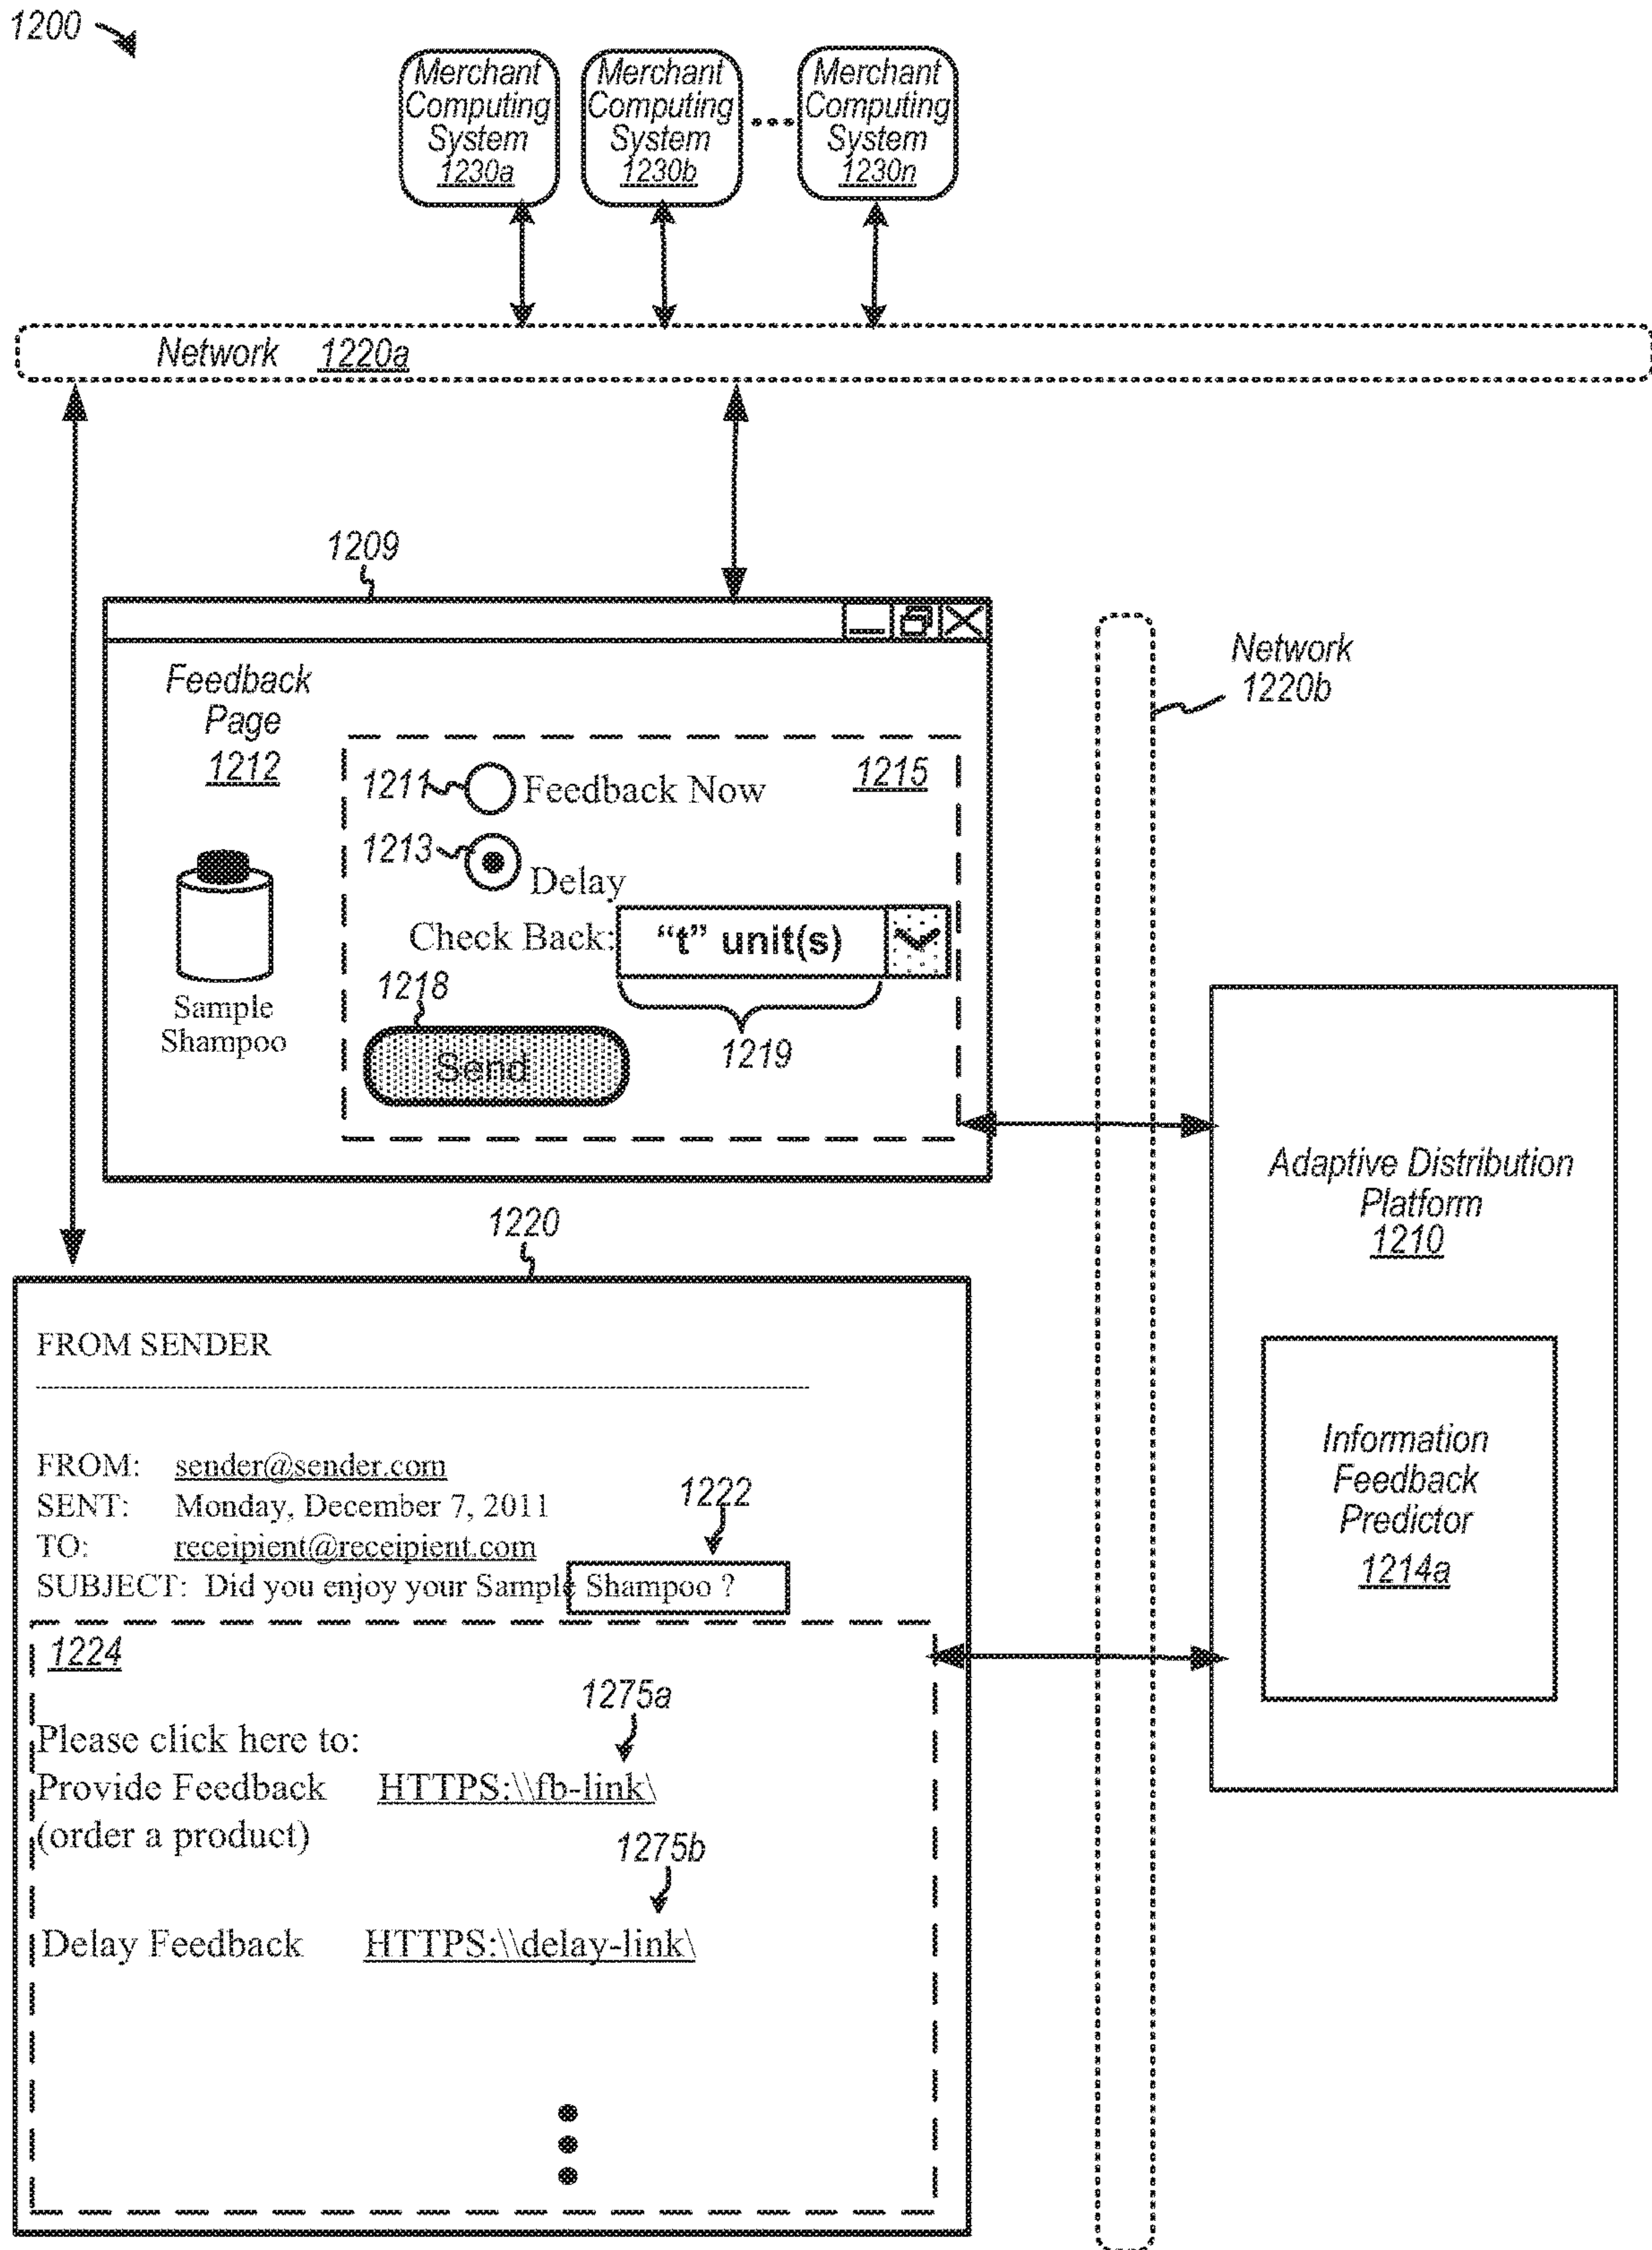 1200
Merchant
Computing
System
1230a
Merchant
Computing
System
1230b
Merchant
Computing
System
1230n
Network 1220a
1209
Network
1220b
Feedback
Page
1212
1215
1211
Feedback Now
1213
Delay
Check Back:
“t” unit(s)
1218
Send
1219
Sample
Shampoo
Adaptive Distribution
Platform
1210
Information
Feedback
Predictor
1214a
1220
FROM SENDER
FROM: sender@sender.com
SENT: Monday, December 7, 2011
TO: receipient@receipient.com
SUBJECT: Did you enjoy your Sample Shampoo ?
1222
1224
1275a
Please click here to:
Provide Feedback HTTPS:\\fb-link\
(order a product)
1275b
Delay Feedback HTTPS:\\delay-link\